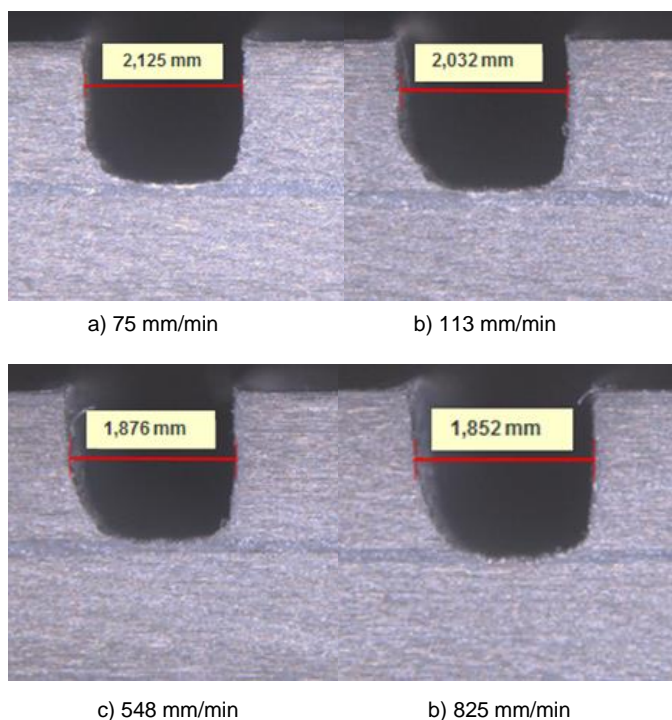 2,125 mm
2,032 mm
a) 75 mm/min
b) 113 mm/min
1,876 mm
1,852 mm
c) 548 mm/min
b) 825 mm/min